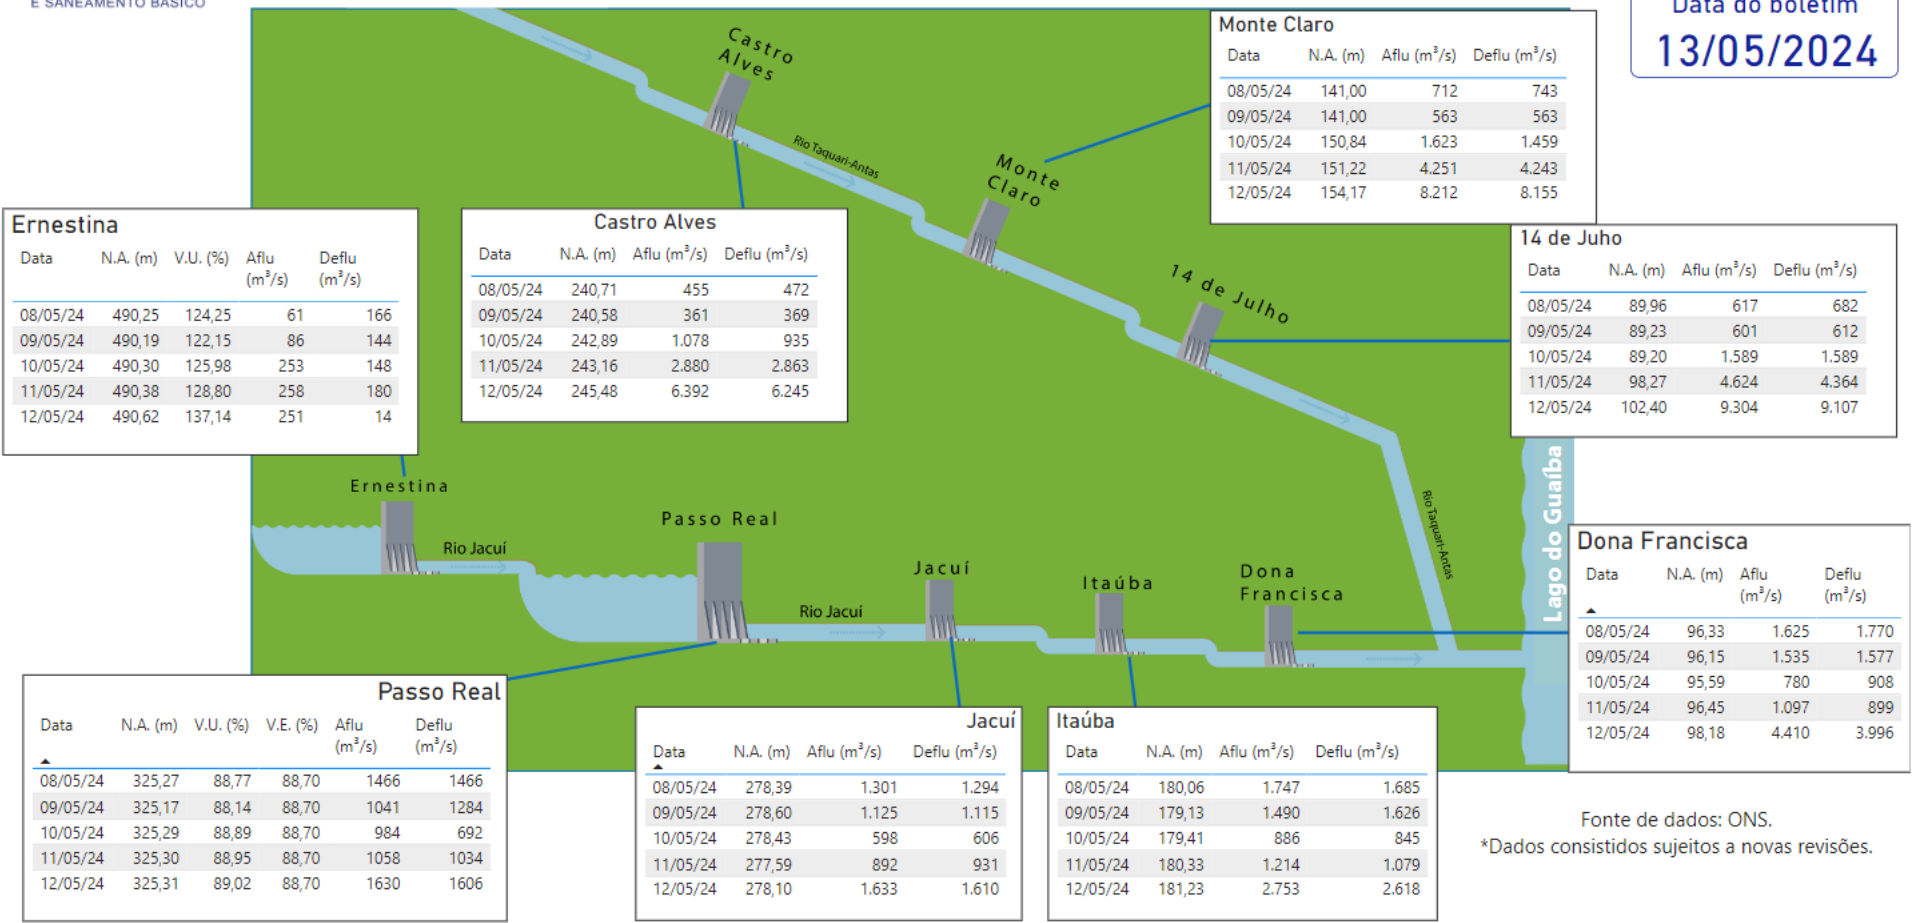 E SANEAMENTO BÁSICO
Data do boletim
13/05/2024
Castro
Alves
Rio Taquari-Antas
Monte
Claro
14 de Julho
Rio Taquari-Antas
Lago do Guaíba
Monte Claro
Data N.A. (m) Aflu (m³/s) Deflu (m³/s)
08/05/24 141,00 712 743
09/05/24 141,00 563 563
10/05/24 150,84 1.623 1.459
11/05/24 151,22 4.251 4.243
12/05/24 154,17 8.212 8.155
Ernestina
Data N.A. (m) V.U. (%) Aflu Deflu
(m³/s) (m³/s)
08/05/24 490,25 124,25 61 166
09/05/24 490,19 122,15 86 144
10/05/24 490,30 125,98 253 148
11/05/24 490,38 128,80 258 180
12/05/24 490,62 137,14 251 14
Castro Alves
Data N.A. (m) Aflu (m³/s) Deflu (m³/s)
08/05/24 240,71 455 472
09/05/24 240,58 361 369
10/05/24 242,89 1.078 935
11/05/24 243,16 2.880 2.863
12/05/24 245,48 6.392 6.245
14 de Juho
Data N.A. (m) Aflu (m³/s) Deflu (m³/s)
08/05/24 89,96 617 682
09/05/24 89,23 601 612
10/05/24 89,20 1.589 1.589
11/05/24 98,27 4.624 4.364
12/05/24 102,40 9.304 9.107
Ernestina
Rio Jacuí
Passo Real
Rio Jacuí
Jacuí
Itaúba
Dona
Francisca
Dona Francisca
Data N.A. (m) Aflu Deflu
(m³/s) (m³/s)
08/05/24 96,33 1.625 1.770
09/05/24 96,15 1.535 1.577
10/05/24 95,59 780 908
11/05/24 96,45 1.097 899
12/05/24 98,18 4.410 3.996
Passo Real
Data N.A. (m) V.U. (%) V.E. (%) Aflu Deflu
(m³/s) (m³/s)
08/05/24 325,27 88,77 88,70 1466 1466
09/05/24 325,17 88,14 88,70 1041 1284
10/05/24 325,29 88,89 88,70 984 692
11/05/24 325,30 88,95 88,70 1058 1034
12/05/24 325,31 89,02 88,70 1630 1606
Jacuí
Data N.A. (m) Aflu (m³/s) Deflu (m³/s)
08/05/24 278,39 1.301 1.294
09/05/24 278,60 1.125 1.115
10/05/24 278,43 598 606
11/05/24 277,59 892 931
12/05/24 278,10 1.633 1.610
Itaúba
Data N.A. (m) Aflu (m³/s) Deflu (m³/s)
08/05/24 180,06 1.747 1.685
09/05/24 179,13 1.490 1.626
10/05/24 179,41 886 845
11/05/24 180,33 1.214 1.079
12/05/24 181,23 2.753 2.618
Fonte de dados: ONS.
*Dados consistidos sujeitos a novas revisões.